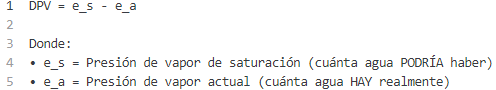 1 DPV = e_s - e_a
2
3 Donde:
4 • e_s = Presión de vapor de saturación (cuánta agua PODRÍA haber)
5 • e_a = Presión de vapor actual (cuánta agua HAY realmente)